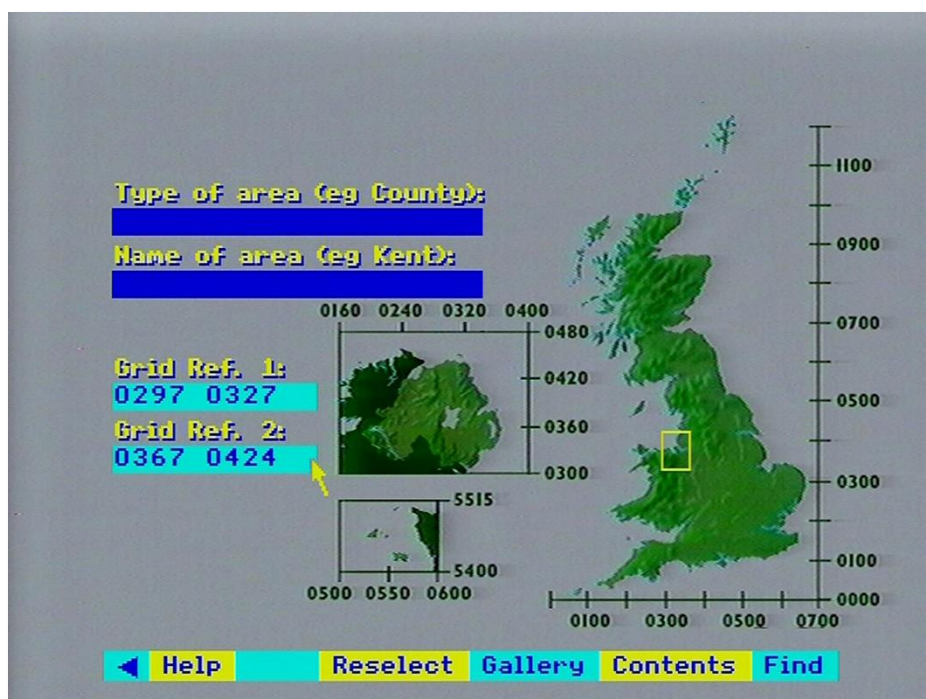 Type of area (eg County):
Name of area (eg Kent):
Grid Ref. 1:
0297 0327
Grid Ref. 2:
0367 0424
0160 0240 0320 0400
0480
0420
0360
0300
5515
5400
0500 0550 0600
1100
0900
0700
0500
0300
0100
0000
0100 0300 0500 0700
Help Reselect Gallery Contents Find